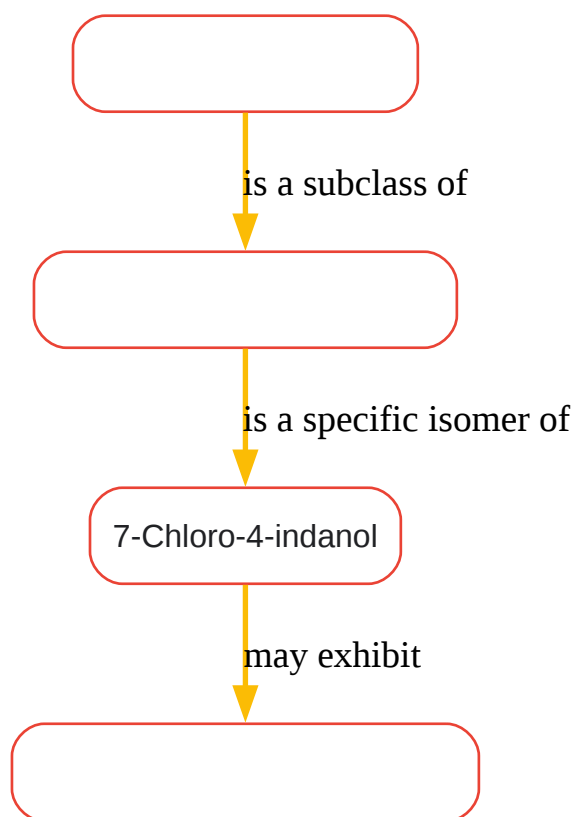 is a subclass of
is a specific isomer of
7-Chloro-4-indanol
may exhibit